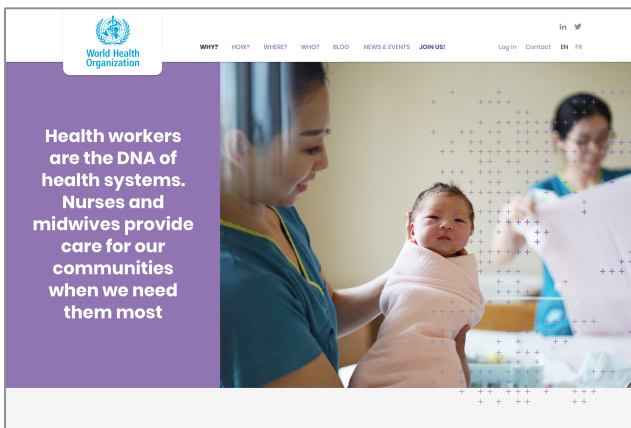 World Health
Organization
WHY? HOW? WHERE? WHO? BLOG NEWS & EVENTS JOIN US! Log in Contact EN FR
in
Health workers
are the DNA of
health systems.
Nurses and
midwives provide
care for our
communities
when we need
them most